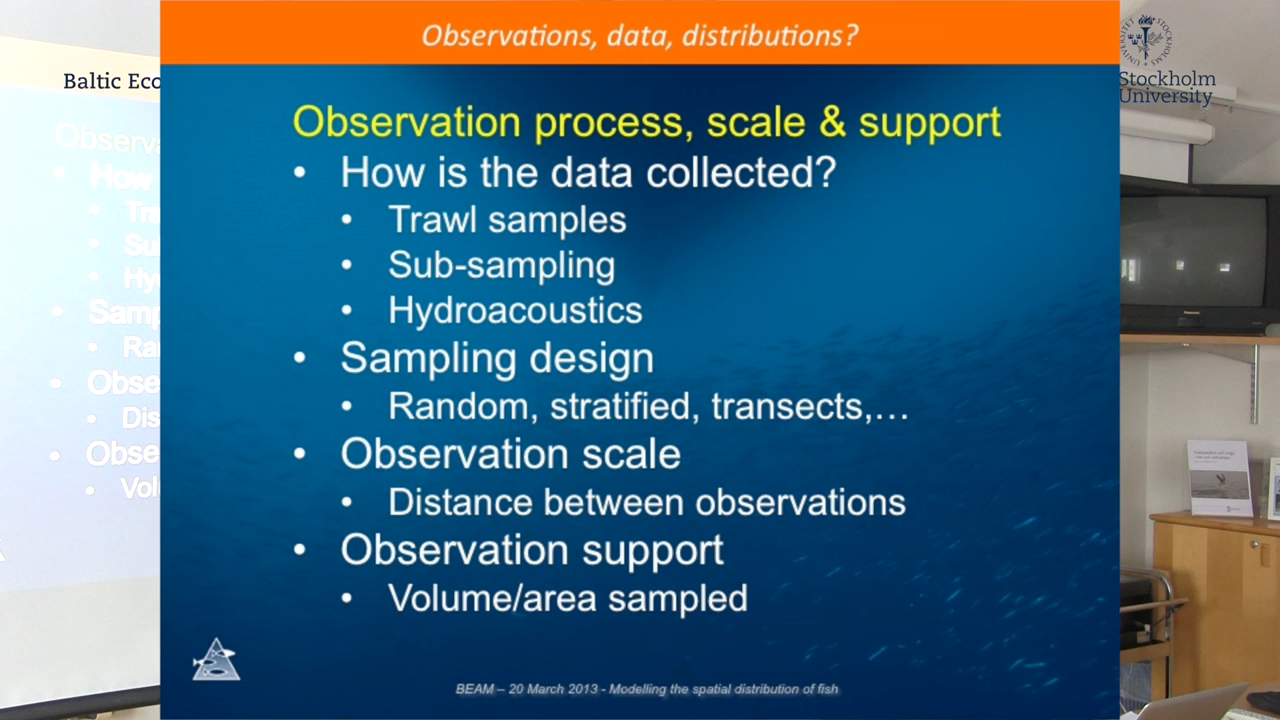 Observations, data, distributions?
Baltic Eco
Stockholm
University
Observation process, scale & support
• How is the data collected?
• Trawl samples
• Sub-sampling
• Hydroacoustics
• Sampling design
• Random, stratified, transects,…
• Observation scale
• Distance between observations
• Observation support
• Volume/area sampled
BEAM – 20 March 2013 - Modelling the spatial distribution of fish